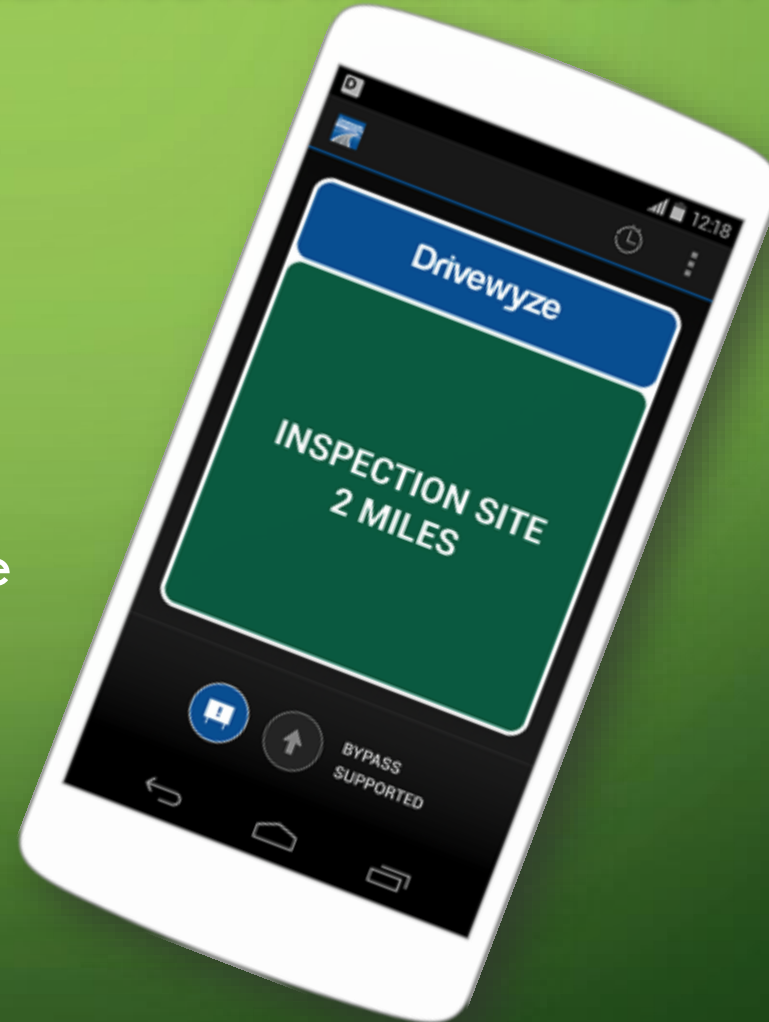 D
12:18
Drivewyze
INSPECTION SITE
2 MILES
e
!
BYPASS
SUPPORTED